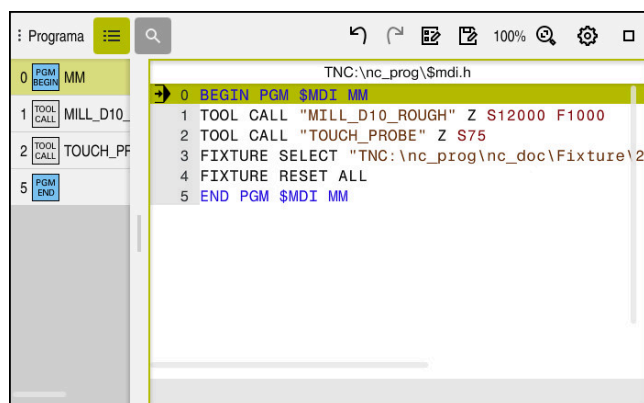 Programa
100%
TNC:\nc_prog\$mdi.h
0 PGM BEGIN MM
1 TOOL CALL MILL_D10_
2 TOOL CALL TOUCH_PF
5 PGM END
0 BEGIN PGM $MDI MM
1 TOOL CALL "MILL_D10_ROUGH" Z S12000 F1000
2 TOOL CALL "TOUCH_PROBE" Z S75
3 FIXTURE SELECT "TNC:\nc_prog\nc_doc\Fixture\2
4 FIXTURE RESET ALL
5 END PGM $MDI MM